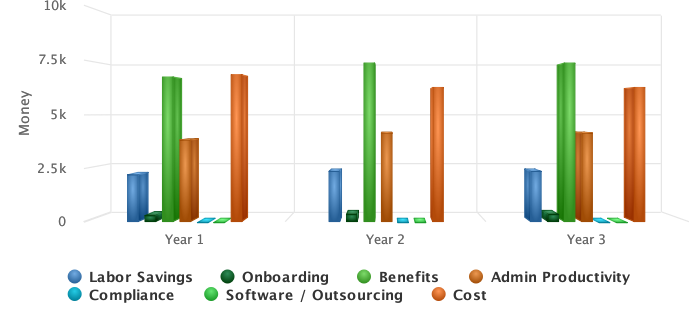 10k
7.5k
5k
2.5k
0
Money
Year 1 Year 2 Year 3
Labor Savings Onboarding Benefits Admin Productivity
Compliance Software / Outsourcing Cost